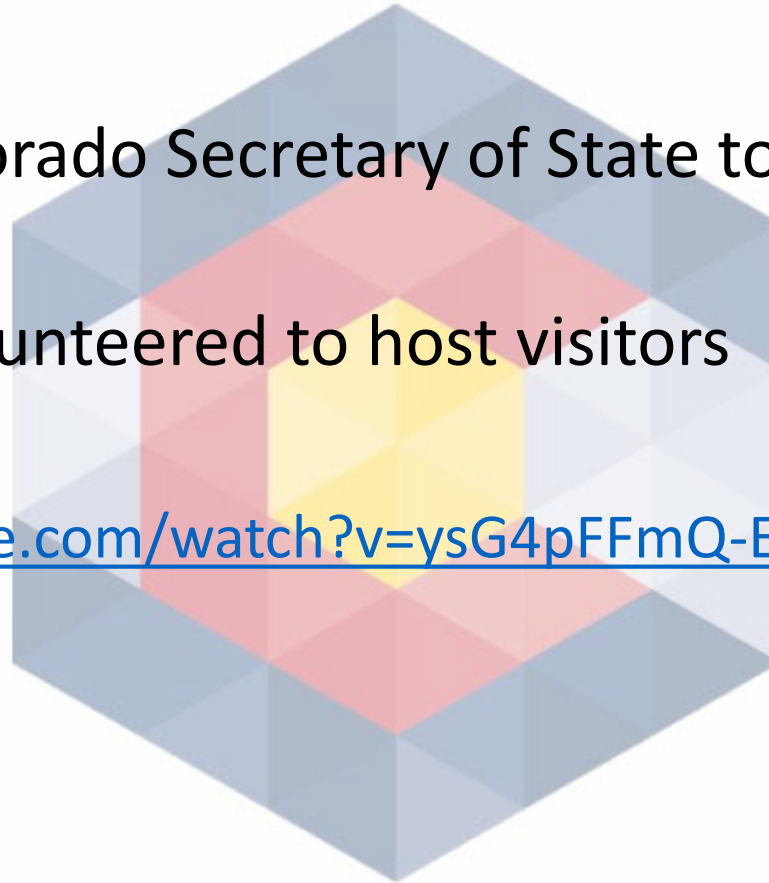 orado Secretary of State to
unteered to host visitors
e.com/watch?v=ysG4pFFmQ-E